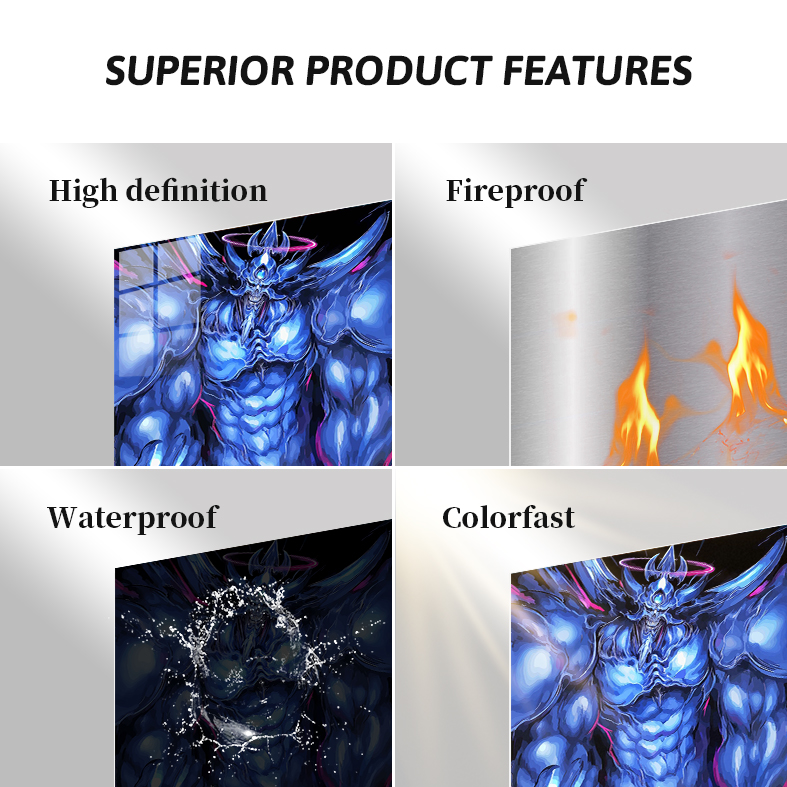 SUPERIOR PRODUCT FEATURES
High definition
Fireproof
Waterproof
Colorfast